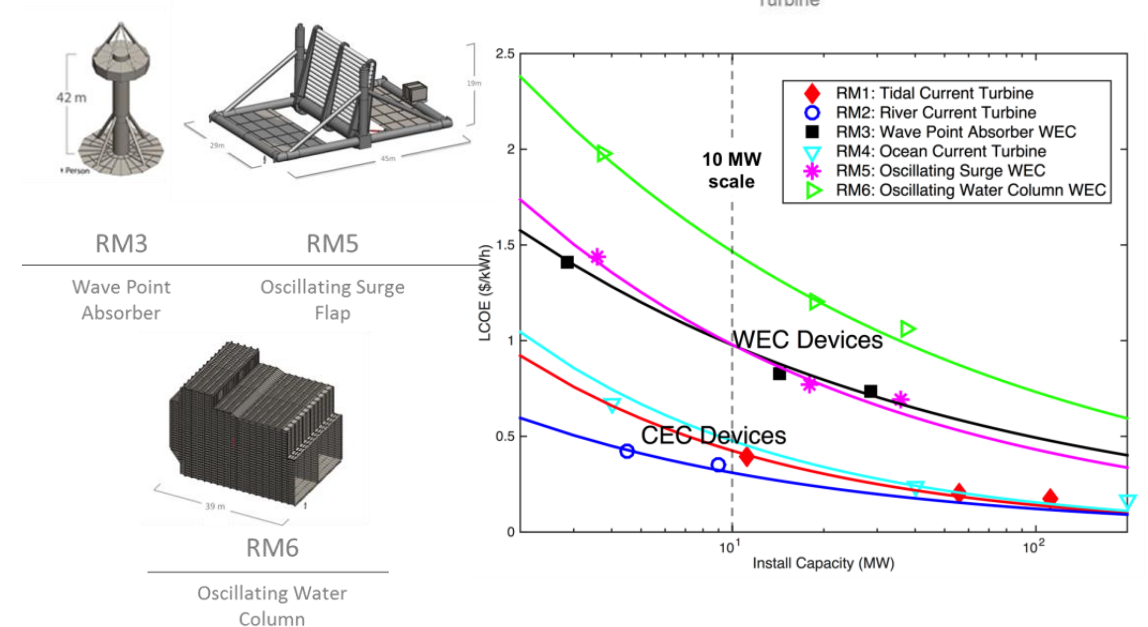 Turbine
42 m
Person
29m
45m
19m
RM3
Wave Point
Absorber
RM5
Oscillating Surge
Flap
39 m
RM6
Oscillating Water
Column
2.5
2
1.5
1
0.5
0
LCOE ($/kWh)
10 MW
scale
RM1: Tidal Current Turbine
RM2: River Current Turbine
RM3: Wave Point Absorber WEC
RM4: Ocean Current Turbine
RM5: Oscillating Surge WEC
RM6: Oscillating Water Column WEC
WEC Devices
CEC Devices
10¹
10²
Install Capacity (MW)